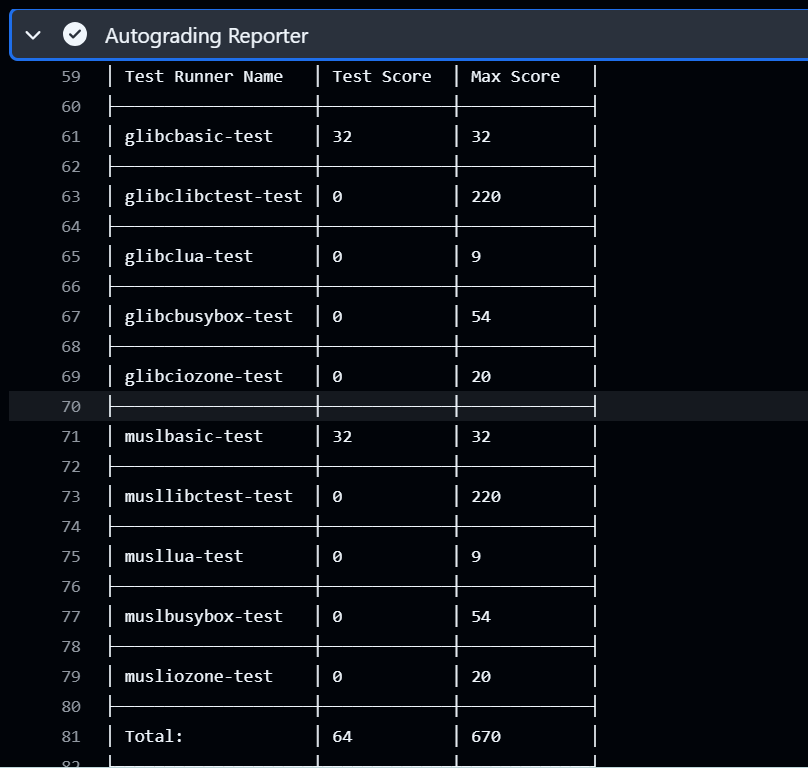 Autograding Reporter
59 | Test Runner Name | Test Score | Max Score |
60 ├────────────────────┼─────────────┼─────────────┤
61 | glibcbasic-test | 32 | 32 |
62 ├────────────────────┼─────────────┼─────────────┤
63 | glibclibctest-test | 0 | 220 |
64 ├────────────────────┼─────────────┼─────────────┤
65 | glibclua-test | 0 | 9 |
66 ├────────────────────┼─────────────┼─────────────┤
67 | glibcbusybox-test | 0 | 54 |
68 ├────────────────────┼─────────────┼─────────────┤
69 | glibciozone-test | 0 | 20 |
70 ├────────────────────┼─────────────┼─────────────┤
71 | muslbasic-test | 32 | 32 |
72 ├────────────────────┼─────────────┼─────────────┤
73 | musllibctest-test | 0 | 220 |
74 ├────────────────────┼─────────────┼─────────────┤
75 | musllua-test | 0 | 9 |
76 ├────────────────────┼─────────────┼─────────────┤
77 | muslbusybox-test | 0 | 54 |
78 ├────────────────────┼─────────────┼─────────────┤
79 | musliozone-test | 0 | 20 |
80 ├────────────────────┼─────────────┼─────────────┤
81 | Total: | 64 | 670 |
82 ├────────────────────┼─────────────┼─────────────┤